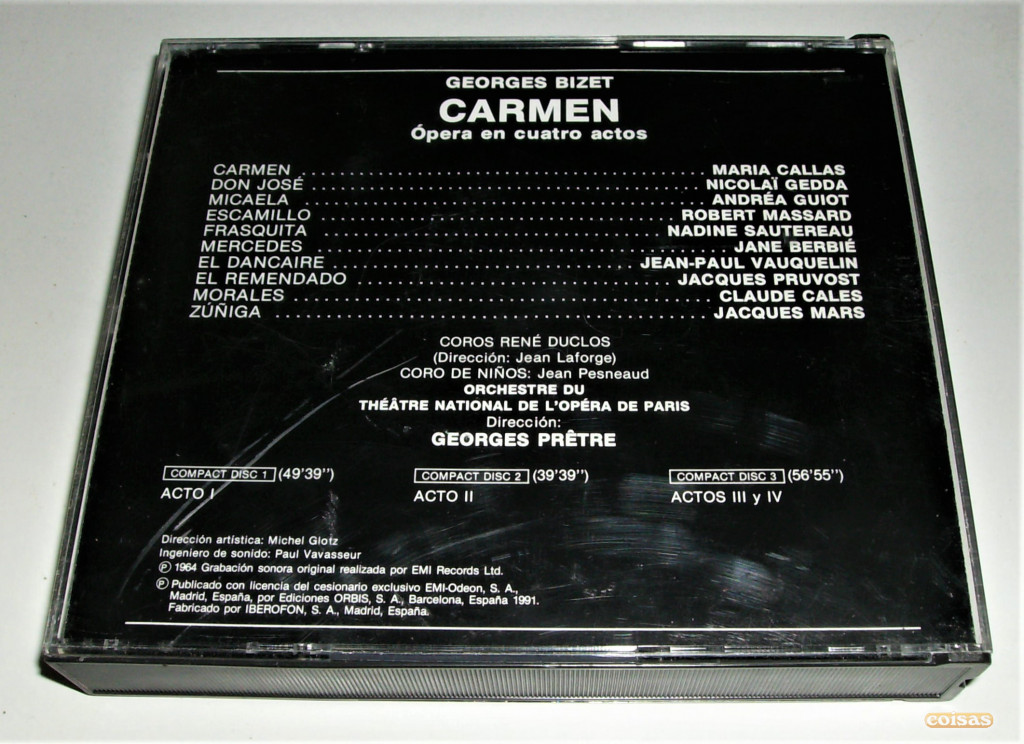 GEORGES BIZET
CARMEN
Ópera en cuatro actos
CARMEN ........................................ MARIA CALLAS
DON JOSÉ ........................................ NICOLAÏ GEDDA
MICAELA ........................................ ANDRÉA GUIOT
ESCAMILLO ........................................ ROBERT MASSARD
FRASQUITA ........................................ NADINE SAUTEREAU
MERCEDES ........................................ JANE BERBIÉ
EL DANCAIRE ........................................ JEAN-PAUL VAUQUELIN
EL REMENDADO ........................................ JACQUES PRUVOST
MORALES ........................................ CLAUDE CALES
ZÚÑIGA ........................................ JACQUES MARS
COROS RENÉ DUCLOS
(Dirección: Jean Laforge)
CORO DE NIÑOS: Jean Pesneaud
ORCHESTRE DU
THÉÂTRE NATIONAL DE L'OPÉRA DE PARIS
Dirección:
GEORGES PRÊTRE
COMPACT DISC 1 (49'39'') COMPACT DISC 2 (39'39'') COMPACT DISC 3 (56'55'')
ACTO I ACTO II ACTOS III y IV
Dirección artística: Michel Glotz
Ingeniero de sonido: Paul Vavasseur
℗ 1964 Grabación sonora original realizada por EMI Records Ltd.
℗ Publicado con licencia del cesionario exclusivo EMI-Odeon, S. A.,
Madrid, España, por Ediciones ORBIS, S. A., Barcelona, España 1991.
Fabricado por IBEROFON, S. A., Madrid, España.
coisas